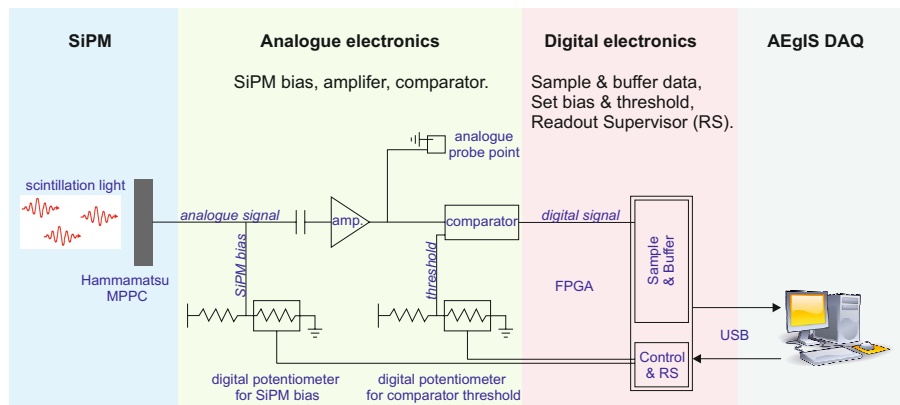 SiPM
Analogue electronics
Digital electronics
AEgIS DAQ
SiPM bias, amplifer, comparator.
Sample & buffer data,
Set bias & threshold,
Readout Supervisor (RS).
analogue
probe point
scintillation light
analogue signal
amp.
comparator
digital signal
Sample
& Buffer
SiPM bias
threshold
Hammamatsu
MPPC
FPGA
USB
Control
& RS
digital potentiometer
for SiPM bias
digital potentiometer
for comparator threshold